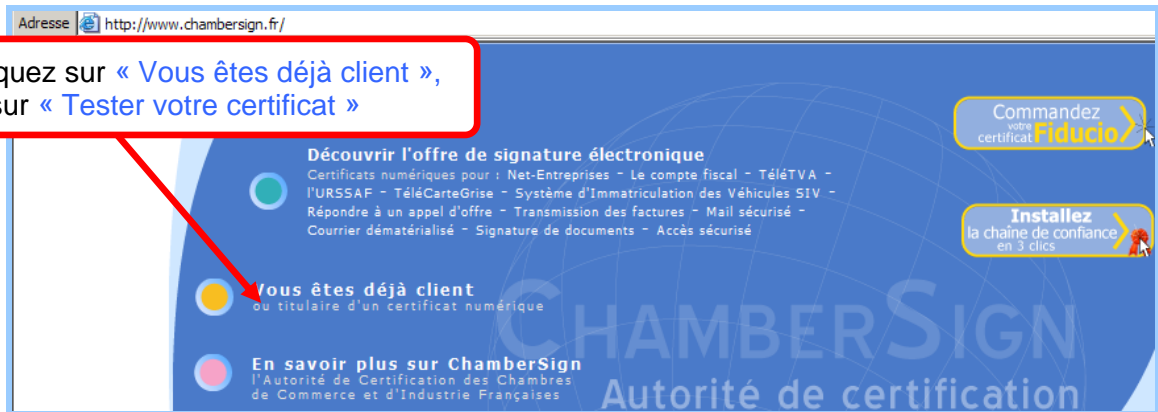 Adresse http://www.chambersign.fr/
quez sur « Vous êtes déjà client »,
sur « Tester votre certificat »
Commandez
votre
certificat Fiducio
Découvrir l'offre de signature électronique
Certificats numériques pour : Net-Entreprises - Le compte fiscal - TéléTVA -
l'URSSAF - TéléCarteGrise - Système d'Immatriculation des Véhicules SIV -
Répondre à un appel d'offre - Transmission des factures - Mail sécurisé -
Courrier dématérialisé - Signature de documents - Accès sécurisé
Installez
la chaîne de confiance
en 3 clics
Vous êtes déjà client
ou titulaire d'un certificat numérique
CHAMBERSIGN
En savoir plus sur ChamberSign
l'Autorité de Certification des Chambres
de Commerce et d'Industrie Françaises
Autorité de certification